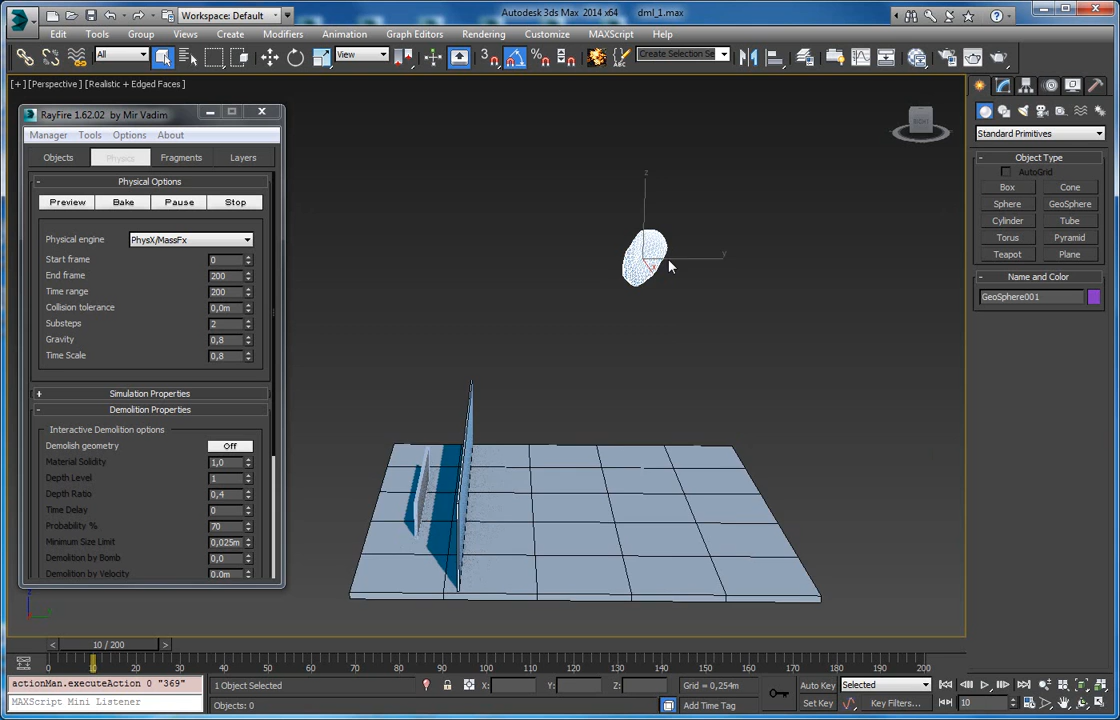 Workspace: Default
Autodesk 3ds Max 2014 x64 dml_1.max
Edit Tools Group Views Create Modifiers Animation Graph Editors Rendering Customize MAXScript Help
All View 3 Create Selection Se
[+] [Perspective] [Realistic + Edged Faces]
RayFire 1.62.02 by Mir Vadim
Manager Tools Options About
Objects Physics Fragments Layers
Physical Options
Preview Bake Pause Stop
Physical engine PhysX/MassFx
Start frame 0
End frame 200
Time range 200
Collision tolerance 0,0m
Substeps 2
Gravity 0,8
Time Scale 0,8
Simulation Properties
Demolition Properties
Interactive Demolition options
Demolish geometry Off
Material Solidity 1,0
Depth Level 1
Depth Ratio 0,4
Time Delay 0
Probability % 70
Minimum Size Limit 0,025m
Demolition by Bomb 0,0
Demolition by Velocity 0,0m
z
y
x
Standard Primitives
Object Type
AutoGrid
Box Cone
Sphere GeoSphere
Cylinder Tube
Torus Pyramid
Teapot Plane
Name and Color
GeoSphere001
10 / 200
0 10 20 30 40 50 60 70 80 90 100 110 120 130 140 150 160 170 180 190 200
actionMan.executeAction 0 "369"
MAXScript Mini Listener
1 Object Selected
Objects: 0
X: Y: Z: Grid = 0,254m
Add Time Tag
Auto Key Selected
Set Key Key Filters...
10